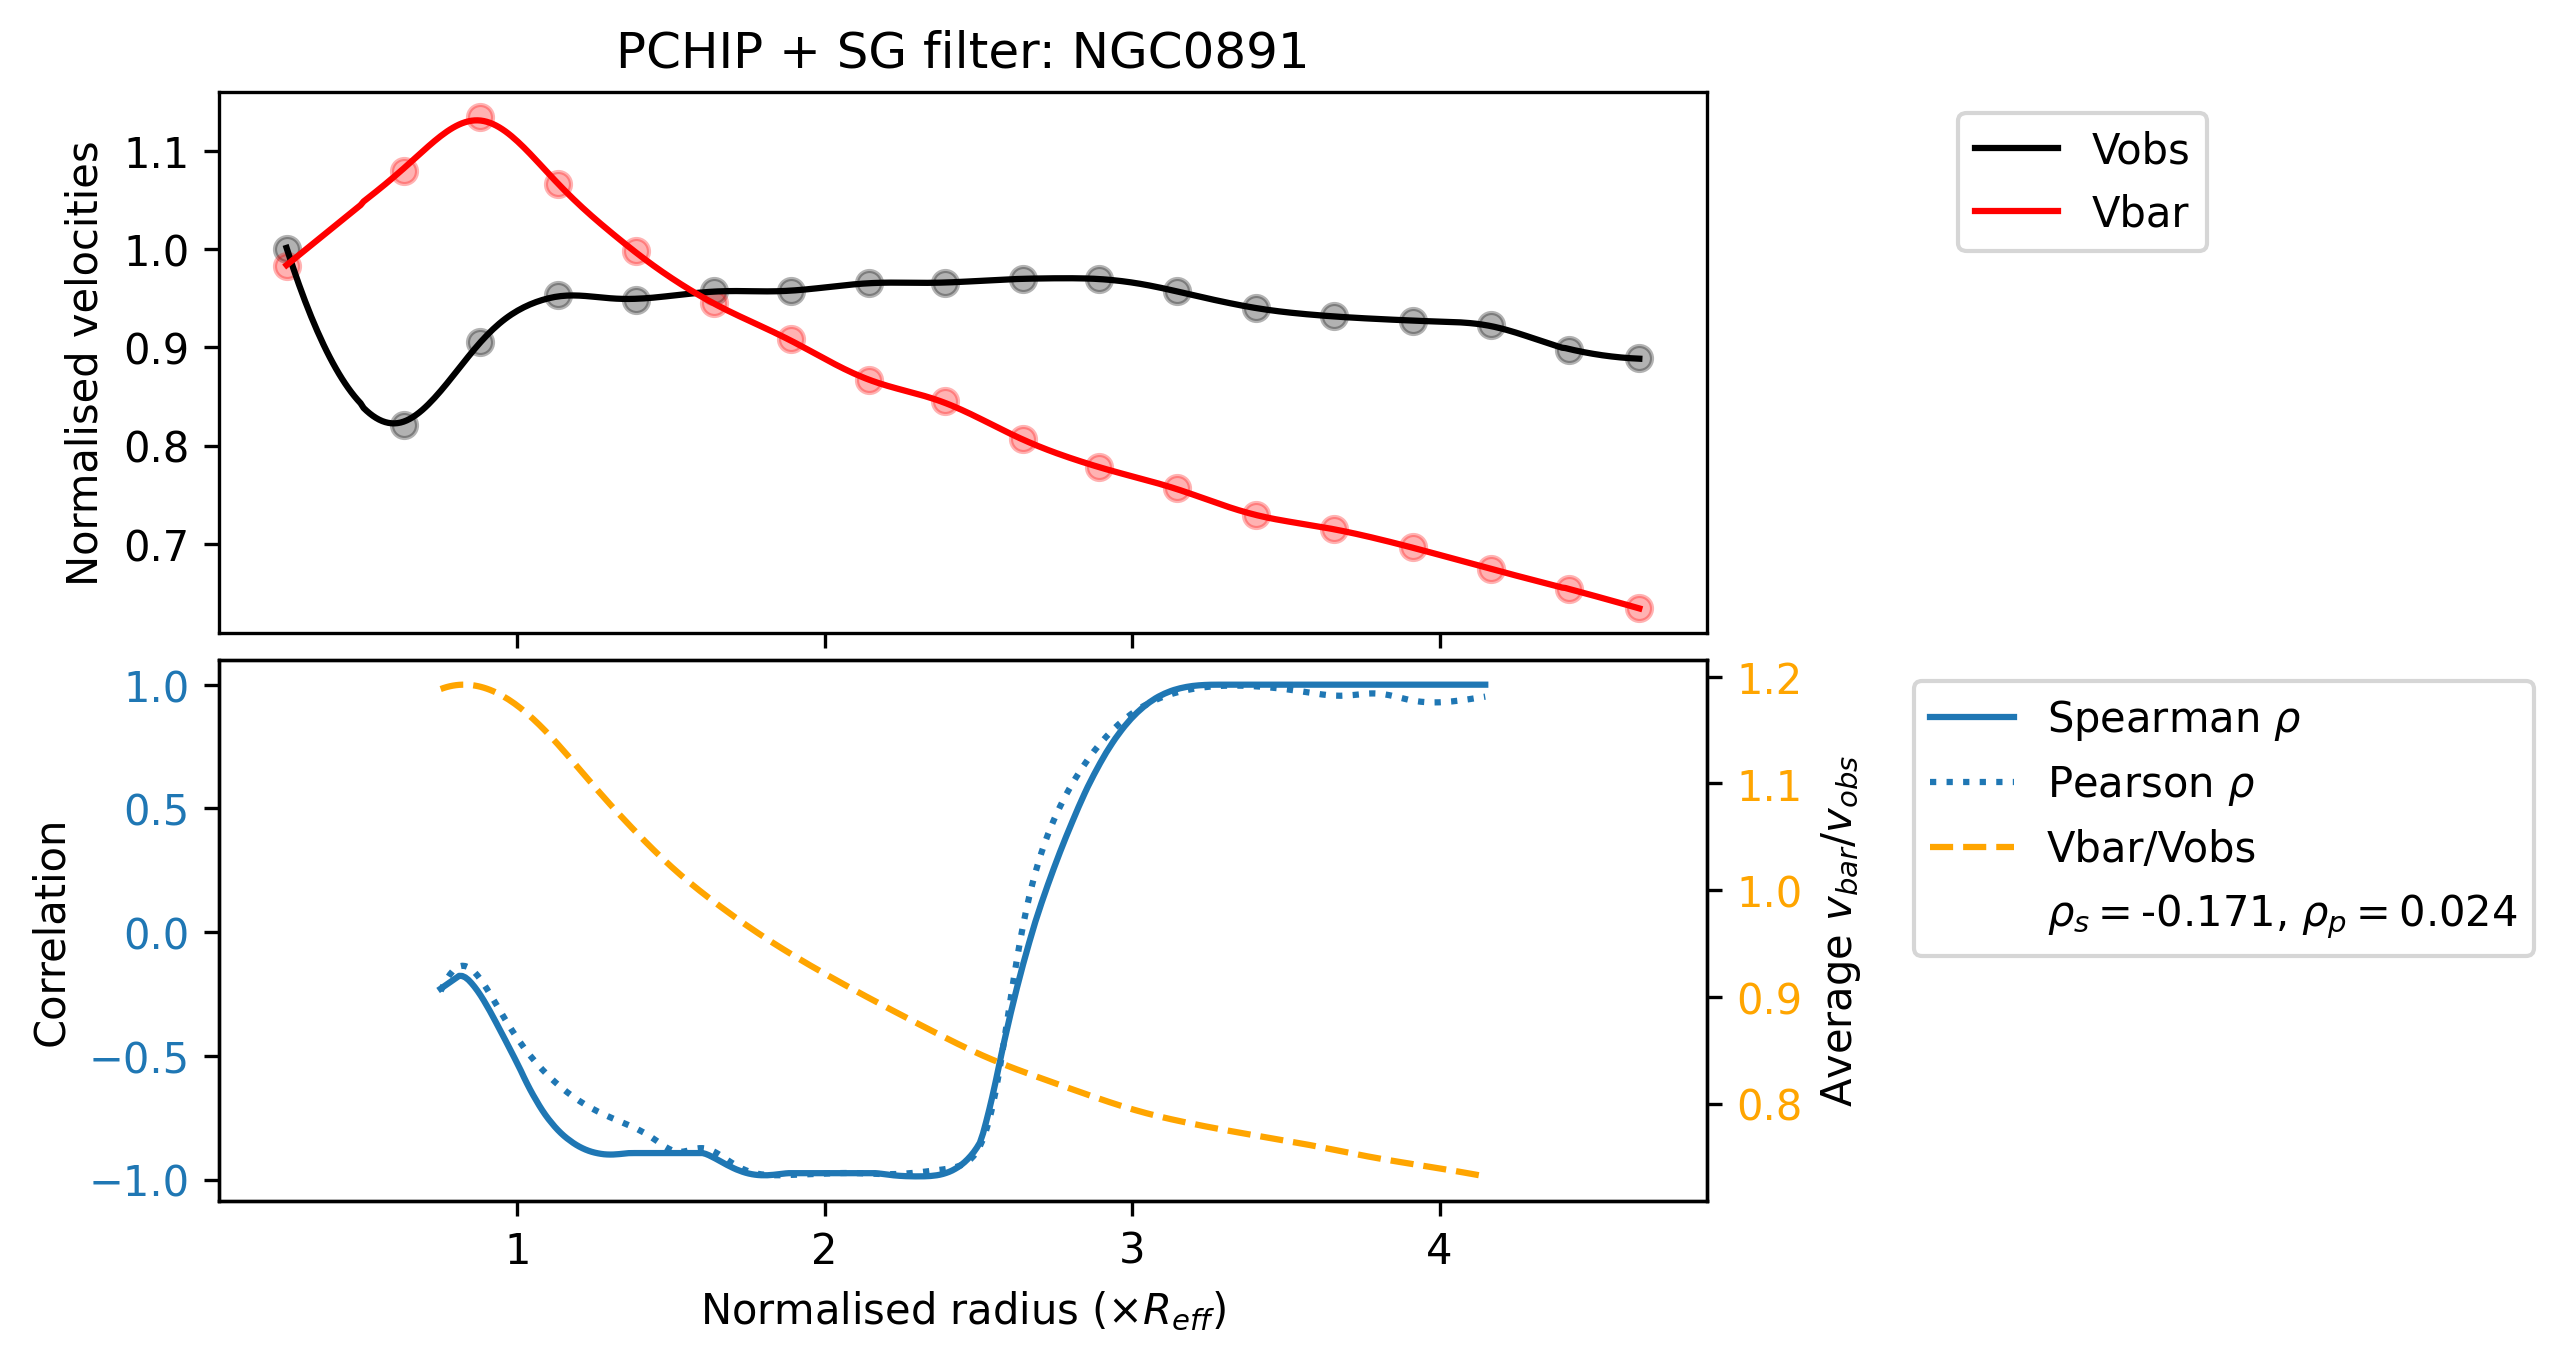 PCHIP + SG filter: NGC0891
Normalised velocities
1.1
1.0
0.9
0.8
0.7
Vobs
Vbar
Correlation
1.0
0.5
0.0
−0.5
−1.0
1.2
1.1
1.0
0.9
0.8
Average v_bar/v_obs
Spearman ρ
Pearson ρ
Vbar/Vobs
ρ_s = -0.171, ρ_p = 0.024
1 2 3 4
Normalised radius (×R_eff)